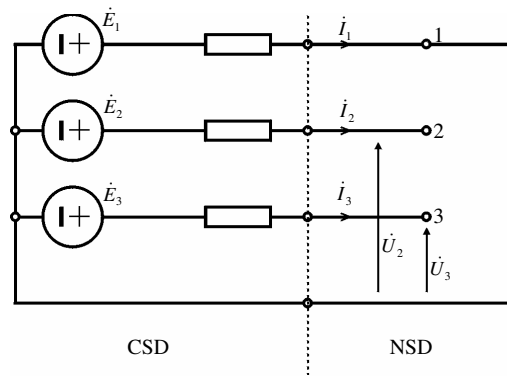 Ė₁ İ₁ 1
Ė₂ İ₂ 2
Ė₃ İ₃ 3
U̇₂ U̇₃
CSD NSD